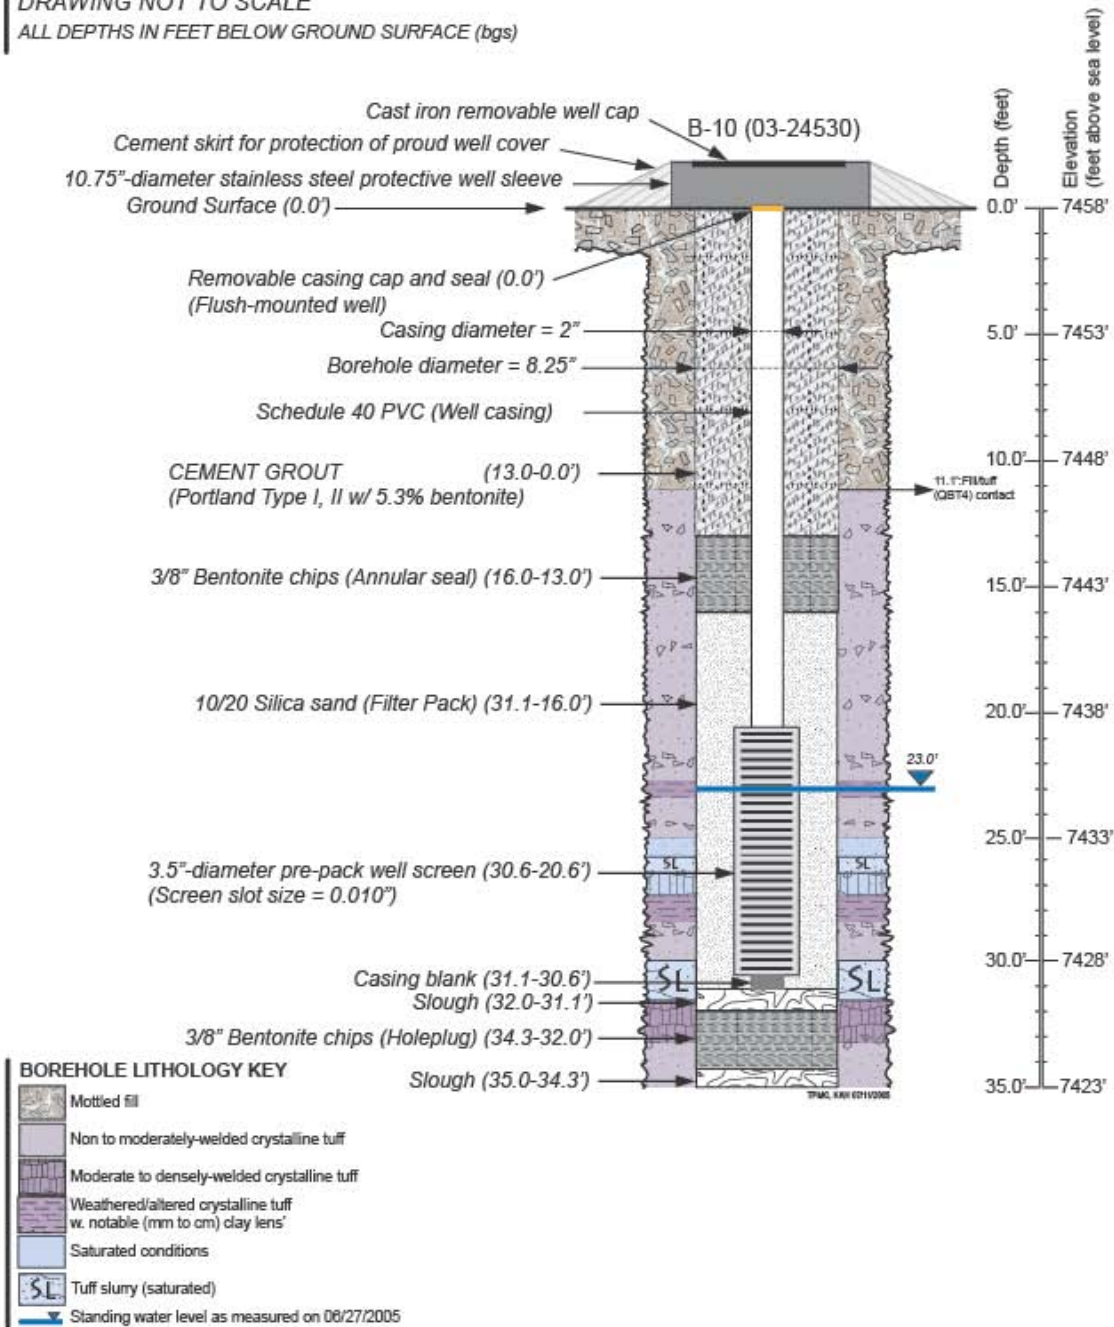 DRAWING NOT TO SCALE
ALL DEPTHS IN FEET BELOW GROUND SURFACE (bgs)
Cast iron removable well cap
B-10 (03-24530)
Cement skirt for protection of proud well cover
10.75"-diameter stainless steel protective well sleeve
Ground Surface (0.0')
Depth (feet)
Elevation
(feet above sea level)
0.0'
7458'
Removable casing cap and seal (0.0')
(Flush-mounted well)
Casing diameter = 2"
5.0'
7453'
Borehole diameter = 8.25"
Schedule 40 PVC (Well casing)
CEMENT GROUT (13.0-0.0')
(Portland Type I, II w/ 5.3% bentonite)
10.0'
7448'
11.1':Fill/tuff
(QBT4) contact
3/8" Bentonite chips (Annular seal) (16.0-13.0')
15.0'
7443'
10/20 Silica sand (Filter Pack) (31.1-16.0')
20.0'
7438'
23.0'
25.0'
7433'
SL
SL
3.5"-diameter pre-pack well screen (30.6-20.6')
(Screen slot size = 0.010")
30.0'
7428'
Casing blank (31.1-30.6')
SL
SL
Slough (32.0-31.1')
3/8" Bentonite chips (Holeplug) (34.3-32.0')
Slough (35.0-34.3')
35.0'
7423'
BOREHOLE LITHOLOGY KEY
Mottled fill
Non to moderately-welded crystalline tuff
Moderate to densely-welded crystalline tuff
Weathered/altered crystalline tuff
w. notable (mm to cm) clay lens'
Saturated conditions
SL Tuff slurry (saturated)
Standing water level as measured on 06/27/2005